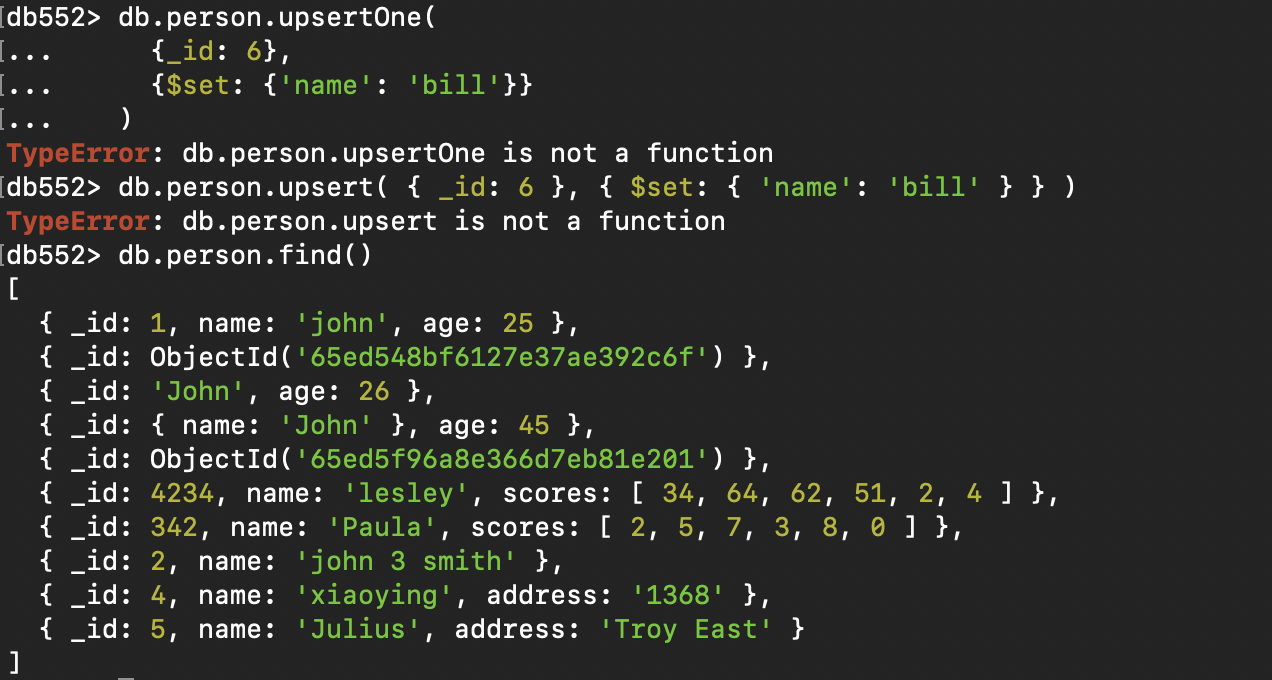 [db552> db.person.upsertOne(
[...      {_id: 6},
[...      {$set: {'name': 'bill'}}
[...    )
TypeError: db.person.upsertOne is not a function
[db552> db.person.upsert( { _id: 6 }, { $set: { 'name': 'bill' } } )
TypeError: db.person.upsert is not a function
[db552> db.person.find()
[
  { _id: 1, name: 'john', age: 25 },
  { _id: ObjectId('65ed548bf6127e37ae392c6f') },
  { _id: 'John', age: 26 },
  { _id: { name: 'John' }, age: 45 },
  { _id: ObjectId('65ed5f96a8e366d7eb81e201') },
  { _id: 4234, name: 'lesley', scores: [ 34, 64, 62, 51, 2, 4 ] },
  { _id: 342, name: 'Paula', scores: [ 2, 5, 7, 3, 8, 0 ] },
  { _id: 2, name: 'john 3 smith' },
  { _id: 4, name: 'xiaoying', address: '1368' },
  { _id: 5, name: 'Julius', address: 'Troy East' }
]